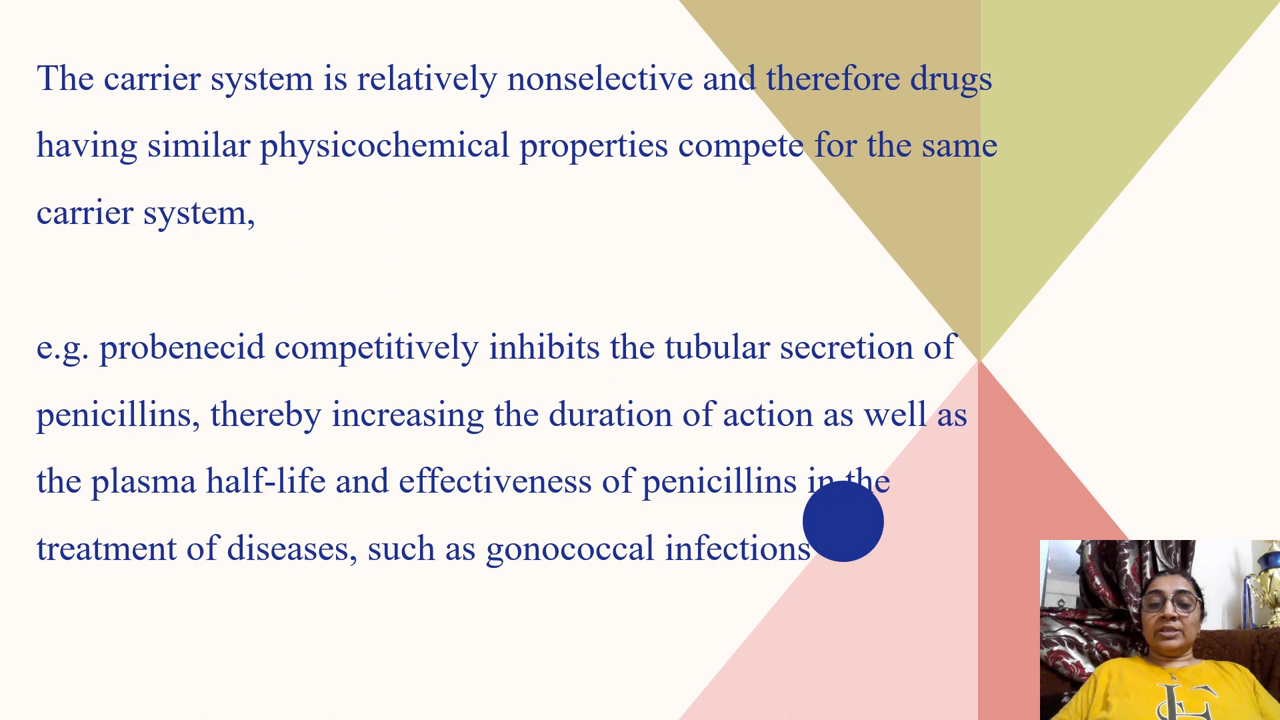 The carrier system is relatively nonselective and therefore drugs
having similar physicochemical properties compete for the same
carrier system,
e.g. probenecid competitively inhibits the tubular secretion of
penicillins, thereby increasing the duration of action as well as
the plasma half-life and effectiveness of penicillins in the
treatment of diseases, such as gonococcal infections